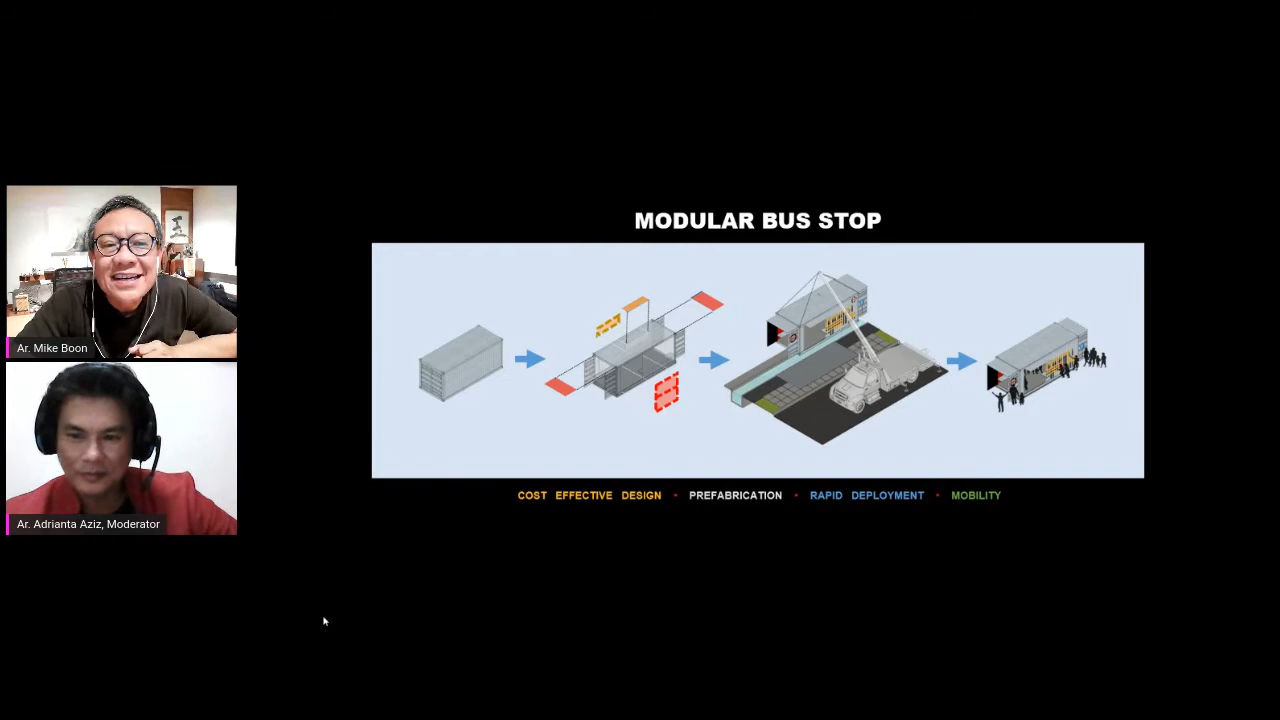 MODULAR BUS STOP
Ar. Mike Boon
COST EFFECTIVE DESIGN • PREFABRICATION • RAPID DEPLOYMENT • MOBILITY
Ar. Adrianta Aziz, Moderator